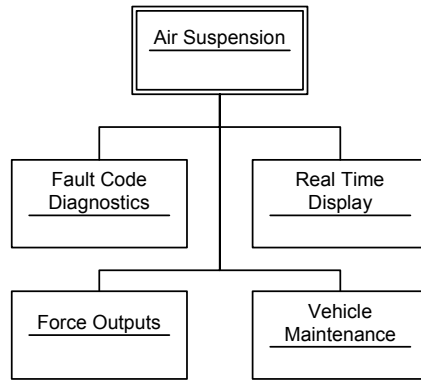 Air Suspension
Fault Code
Diagnostics
Real Time
Display
Force Outputs
Vehicle
Maintenance